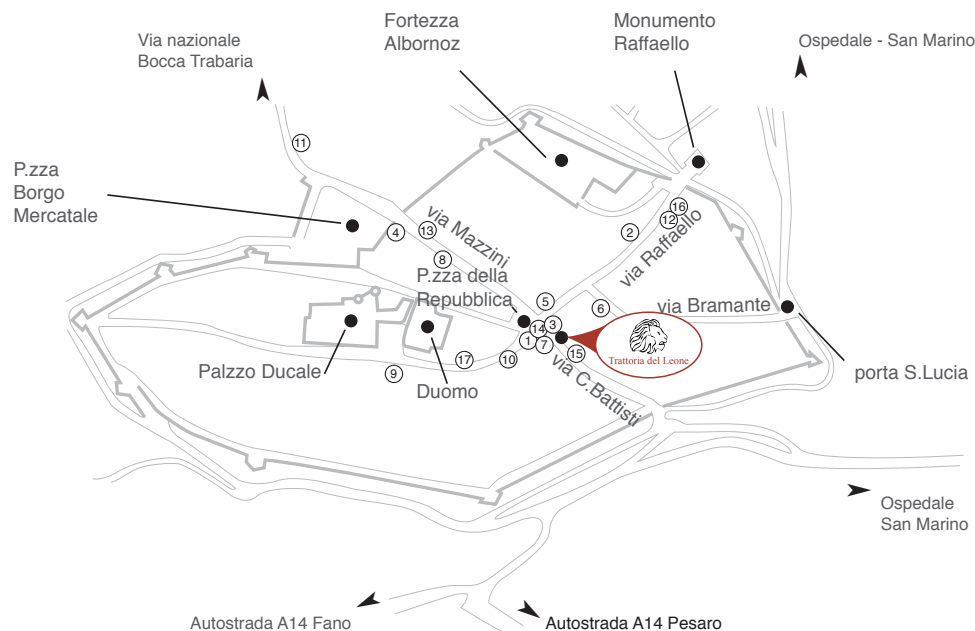 Fortezza
Albornoz
Monumento
Raffaello
Via nazionale
Bocca Trabaria
Ospedale - San Marino
11
P.zza
Borgo
Mercatale
16
12
2
4
13
8
via Mazzini
via Raffaello
P.zza della
Repubblica
5
6
via Bramante
14
3
1
7
15
Trattoria del Leone
Palzzo Ducale
Duomo
9
17
10
via C.Battisti
porta S.Lucia
Ospedale
San Marino
Autostrada A14 Fano
Autostrada A14 Pesaro